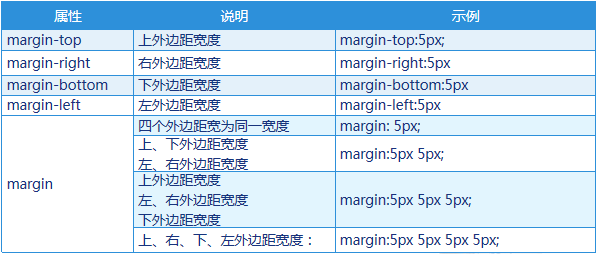 属性 说明 示例
margin-top 上外边距宽度 margin-top:5px;
margin-right 右外边距宽度 margin-right:5px
margin-bottom 下外边距宽度 margin-bottom:5px
margin-left 左外边距宽度 margin-left:5px
margin 四个外边距宽为同一宽度 margin: 5px;
上、下外边距宽度
左、右外边距宽度 margin:5px 5px;
上外边距宽度
左、右外边距宽度 margin:5px 5px 5px;
下外边距宽度
上、右、下、左外边距宽度： margin:5px 5px 5px 5px;